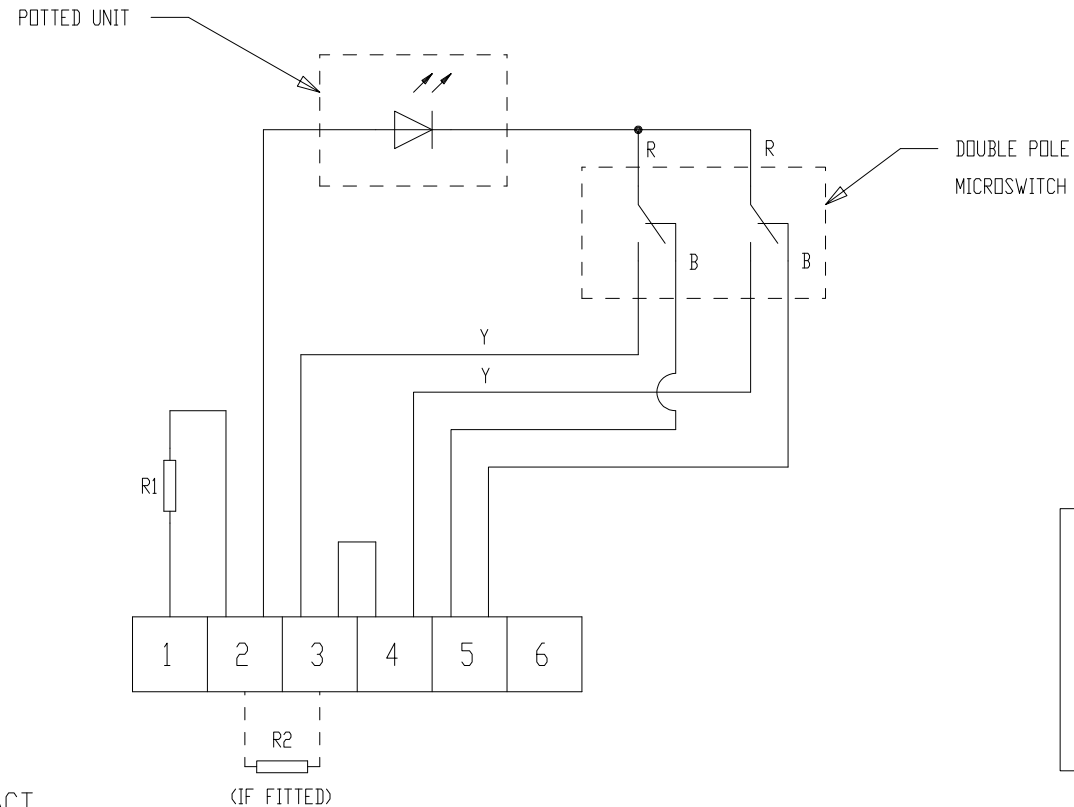 POTTED UNIT
R
R
DOUBLE POLE
MICROSWITCH
B
B
Y
Y
R1
1 2 3 4 5 6
R2
(IF FITTED)